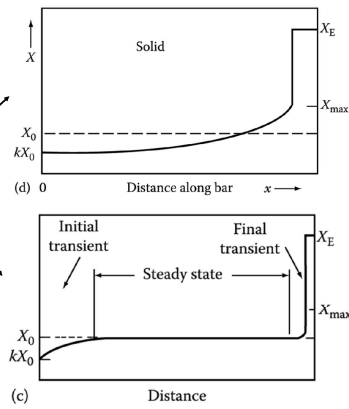 X_E
Solid
X
X_max
X_0
kX_0
(d) 0 Distance along bar x
Initial transient
Final transient
X_E
Steady state
X_max
X_0
kX_0
(c) Distance